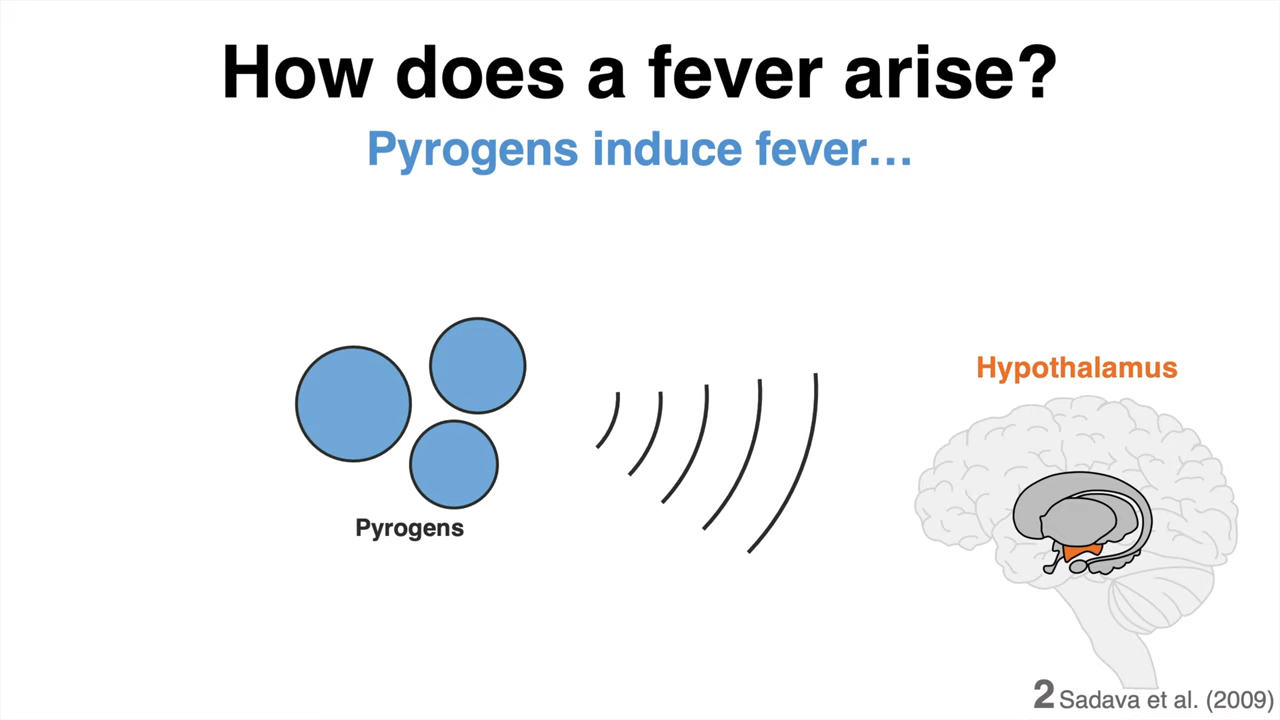 How does a fever arise?
Pyrogens induce fever…
Hypothalamus
Pyrogens
2 Sadava et al. (2009)